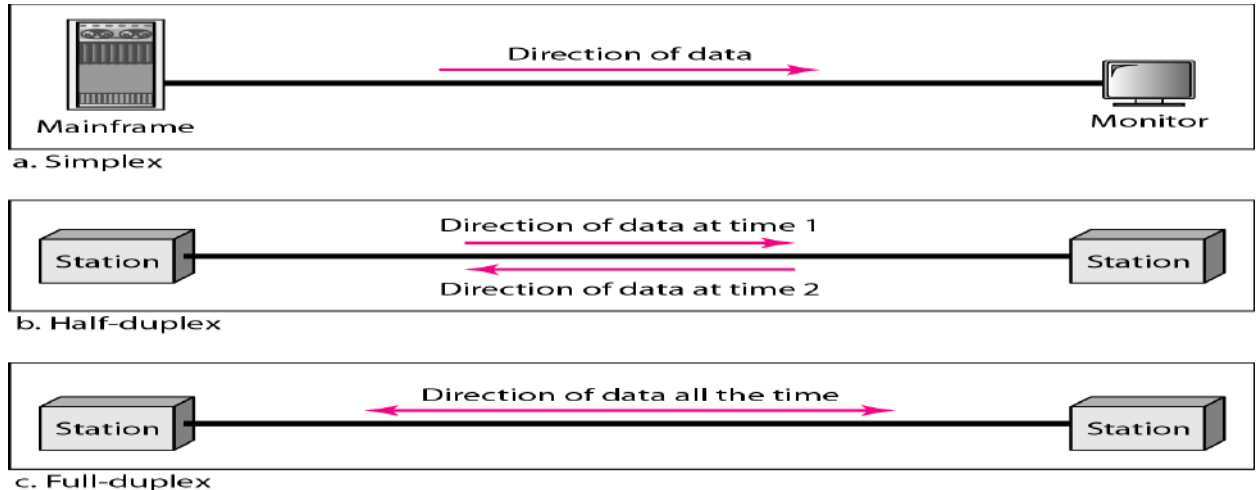 Direction of data
Mainframe
Monitor
a. Simplex
Direction of data at time 1
Station
Station
Direction of data at time 2
b. Half-duplex
Direction of data all the time
Station
Station
c. Full-duplex